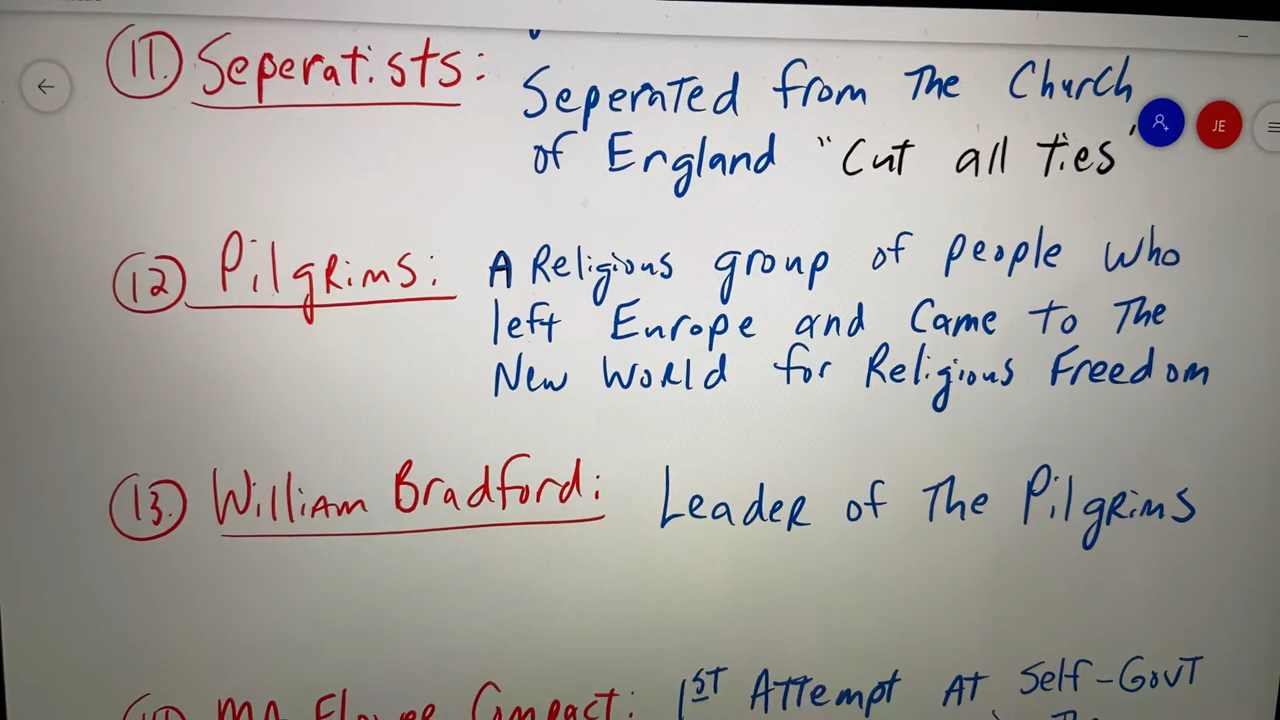 11. Seperatists: Seperated from The Church
of England "Cut all Ties"
JE
12 Pilgrims: A Religious group of people who
left Europe and Came To The
New World for Religious Freedom
13. William Bradford: Leader of The Pilgrims
Compact: 1ST Attempt AT Self-GovT